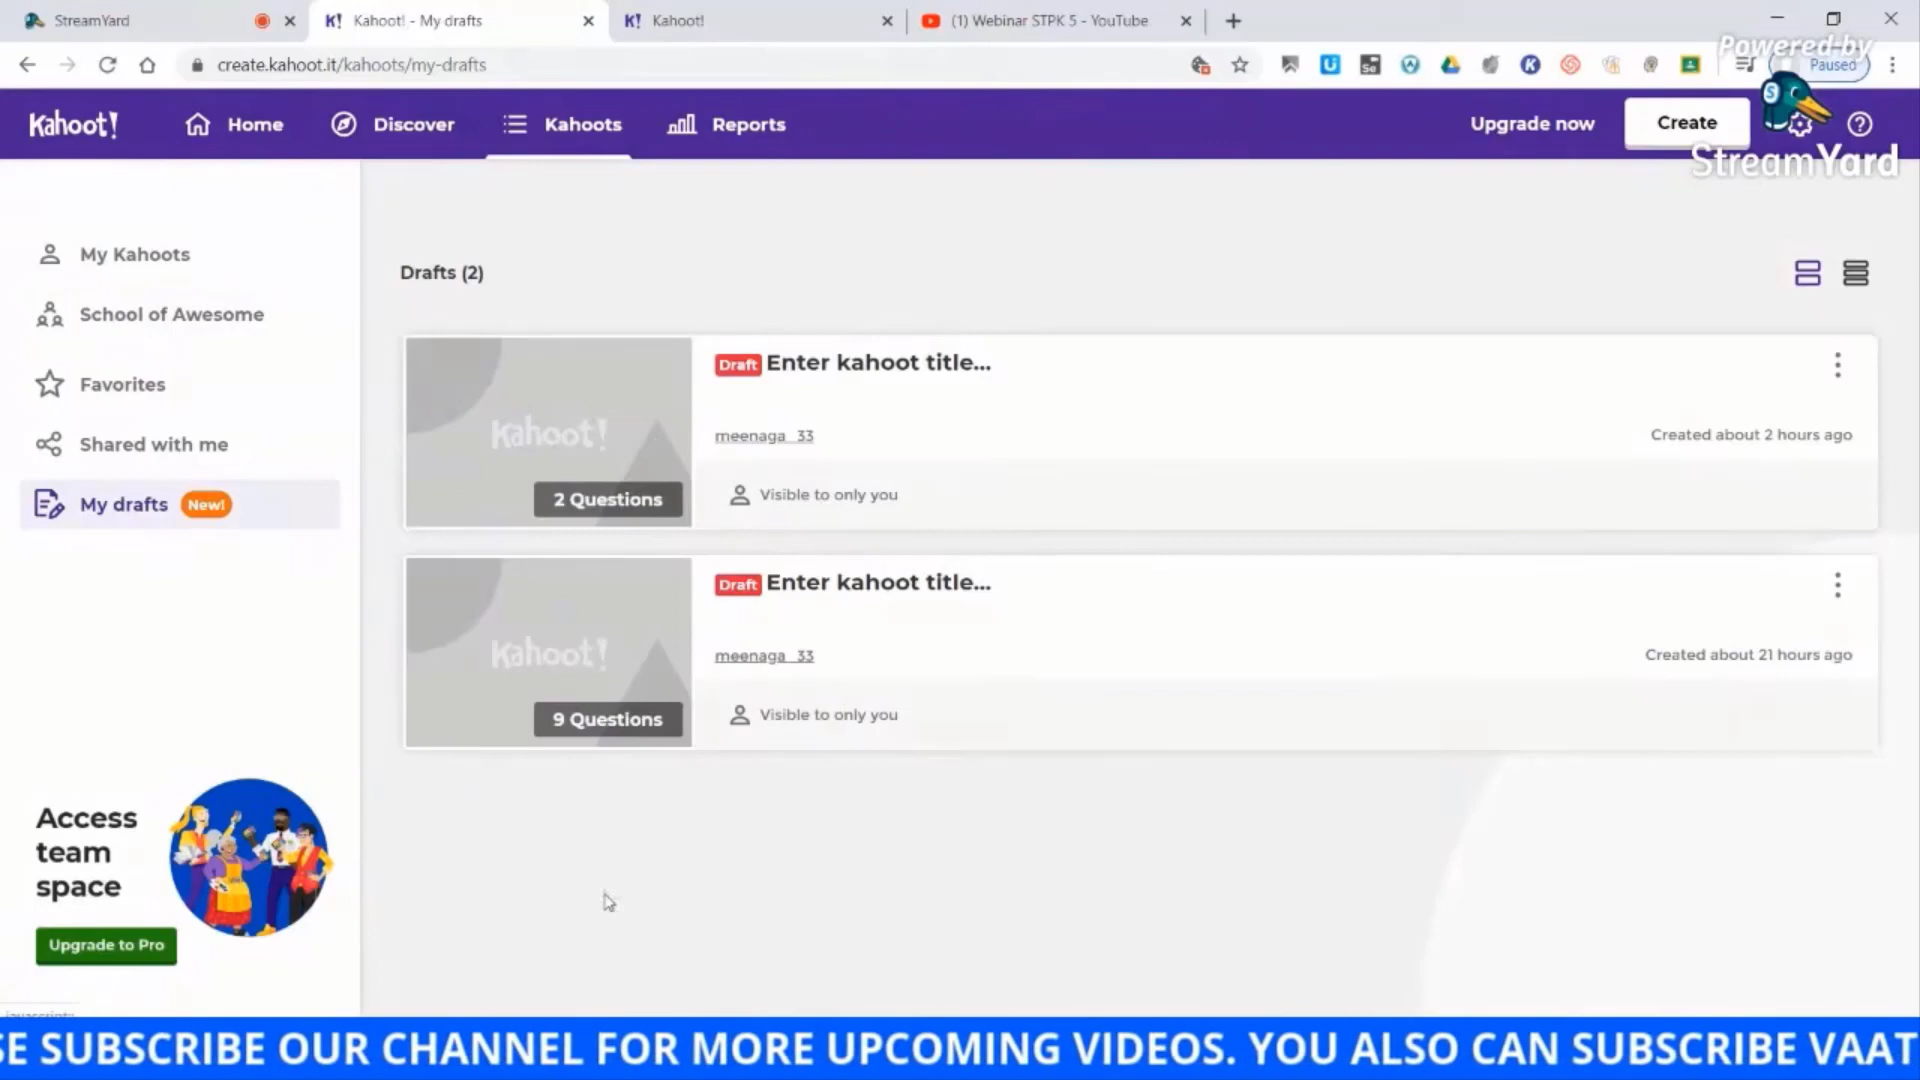 StreamYard
Kahoot! - My drafts
Kahoot!
(1) Webinar STPK 5 - YouTube
create.kahoot.it/kahoots/my-drafts
Paused
Powered by
StreamYard
Kahoot!
Home
Discover
Kahoots
Reports
Upgrade now
Create
My Kahoots
School of Awesome
Favorites
Shared with me
My drafts New!
Drafts (2)
Draft Enter kahoot title...
meenaga_33
Created about 2 hours ago
Kahoot!
2 Questions
Visible to only you
Draft Enter kahoot title...
meenaga_33
Created about 21 hours ago
Kahoot!
9 Questions
Visible to only you
Access
team
space
Upgrade to Pro
SE SUBSCRIBE OUR CHANNEL FOR MORE UPCOMING VIDEOS. YOU ALSO CAN SUBSCRIBE VAAT